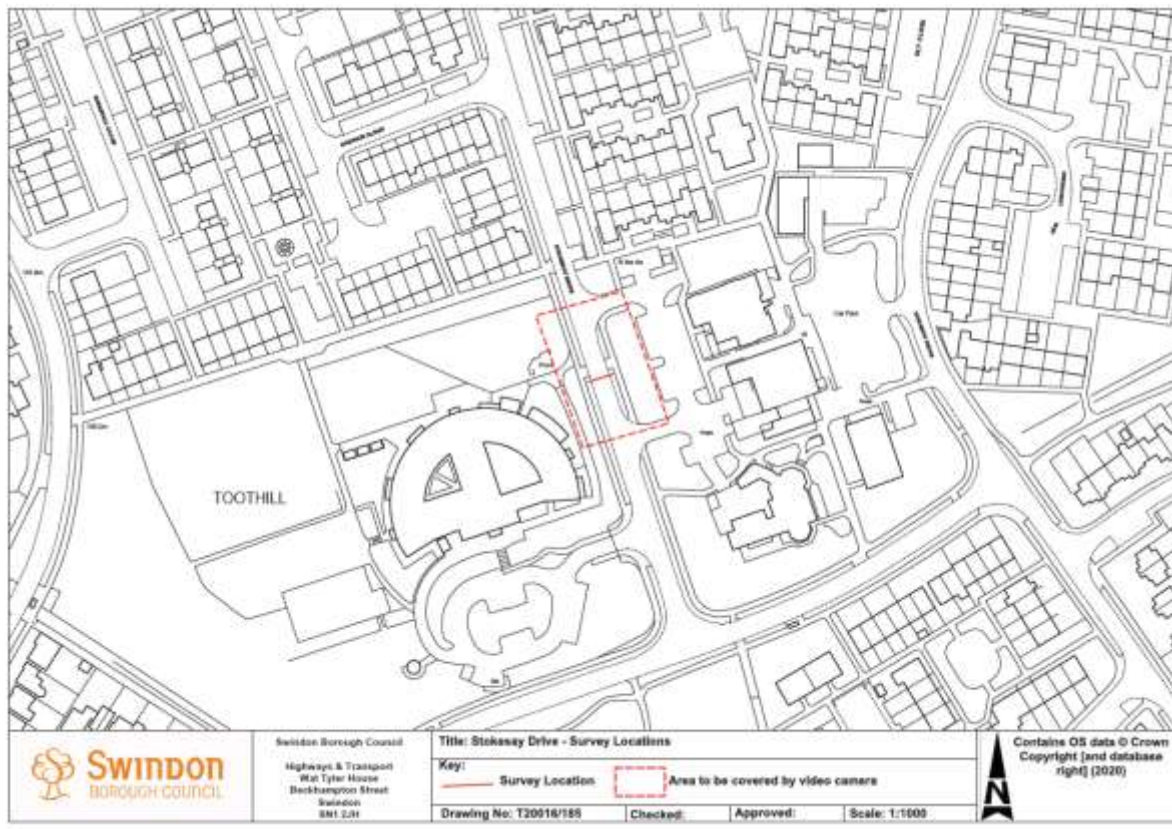 TOOTHILL
Car Park
SWINDON
BOROUGH COUNCIL
Swindon Borough Council
Highways & Transport
Wat Tyler House
Beckhampton Street
Swindon
SN1 2JH
Title: Stokesay Drive - Survey Locations
Key:
Survey Location
Area to be covered by video camera
Drawing No: T20016/185
Checked:
Approved:
Scale: 1:1000
N
Contains OS data © Crown
Copyright [and database
right] (2020)